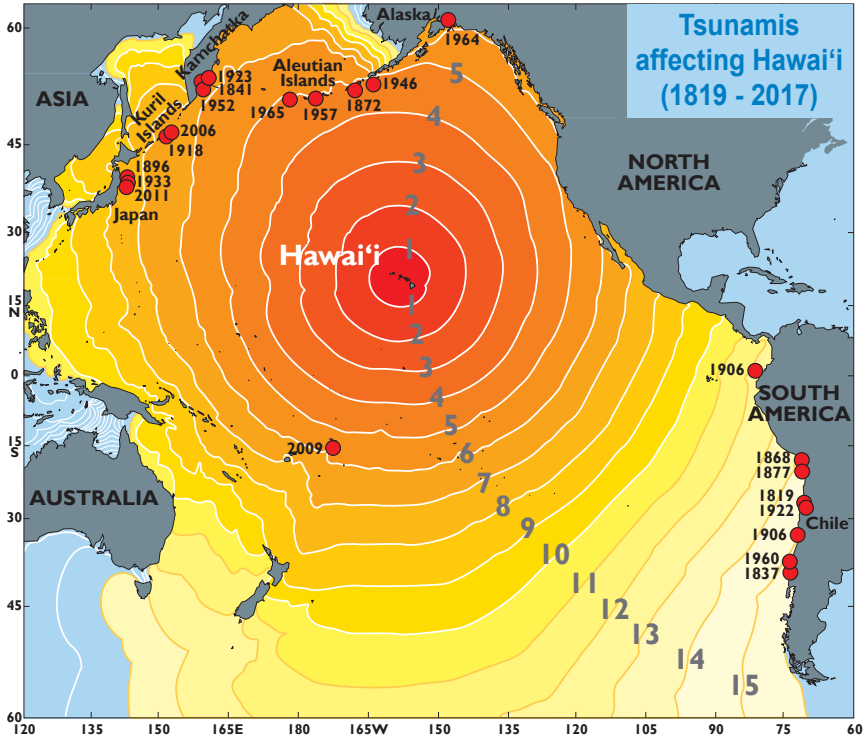 Tsunamis
affecting Hawai‘i
(1819 - 2017)
Alaska
1964
Kamchatka
1923
1841
1952
Aleutian
Islands
1946
1872
1957
1965
ASIA
Kuril
Islands
2006
1918
1896
1933
2011
Japan
NORTH
AMERICA
Hawai‘i
5
4
3
2
1
1
2
3
4
5
6
7
8
9
10
11
12
13
14
15
1906
SOUTH
AMERICA
2009
1868
1877
1819
1922
Chile
1906
1960
1837
AUSTRALIA
60
45
30
15
N
0
15
S
30
45
60
120
135
150
165E
180
165W
150
135
120
105
90
75
60